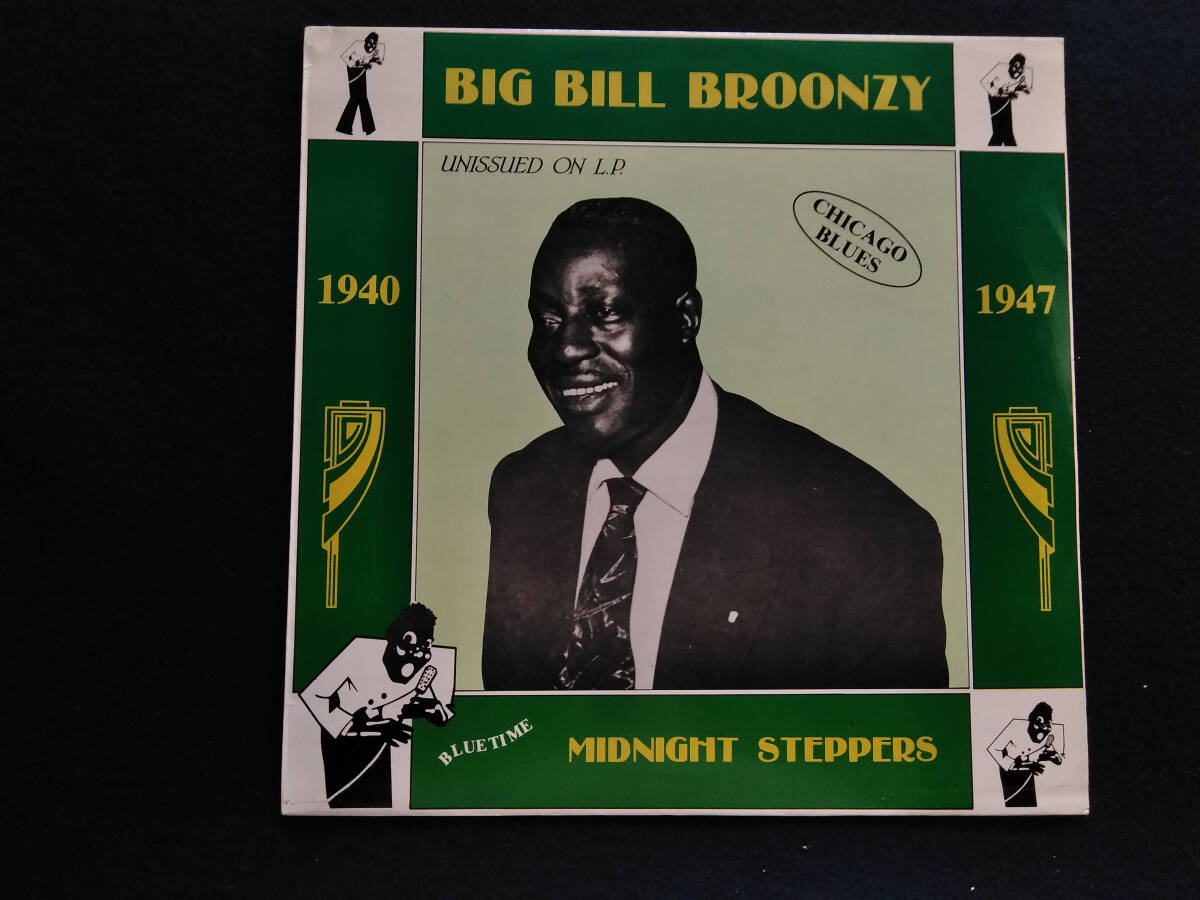 BIG BILL BROONZY
UNISSUED ON L.P.
CHICAGO
BLUES
1940
1947
BLUETIME
MIDNIGHT STEPPERS